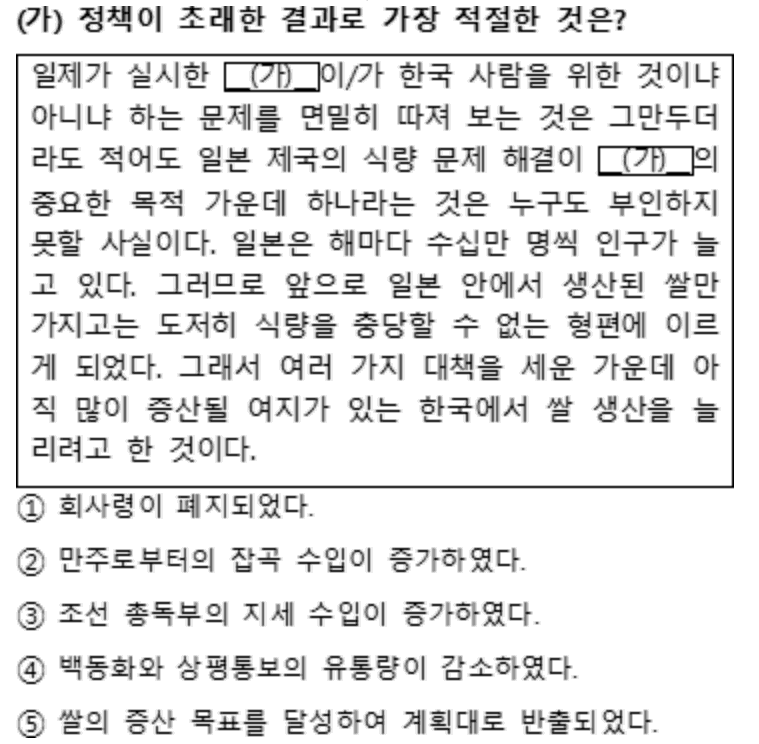 (가) 정책이 초래한 결과로 가장 적절한 것은?
일제가 실시한 (가) 이/가 한국 사람을 위한 것이냐
아니냐 하는 문제를 면밀히 따져 보는 것은 그만두더
라도 적어도 일본 제국의 식량 문제 해결이 (가) 의
중요한 목적 가운데 하나라는 것은 누구도 부인하지
못할 사실이다. 일본은 해마다 수십만 명씩 인구가 늘
고 있다. 그러므로 앞으로 일본 안에서 생산된 쌀만
가지고는 도저히 식량을 충당할 수 없는 형편에 이르
게 되었다. 그래서 여러 가지 대책을 세운 가운데 아
직 많이 증산될 여지가 있는 한국에서 쌀 생산을 늘
리려고 한 것이다.
① 회사령이 폐지되었다.
② 만주로부터의 잡곡 수입이 증가하였다.
③ 조선 총독부의 지세 수입이 증가하였다.
④ 백동화와 상평통보의 유통량이 감소하였다.
⑤ 쌀의 증산 목표를 달성하여 계획대로 반출되었다.